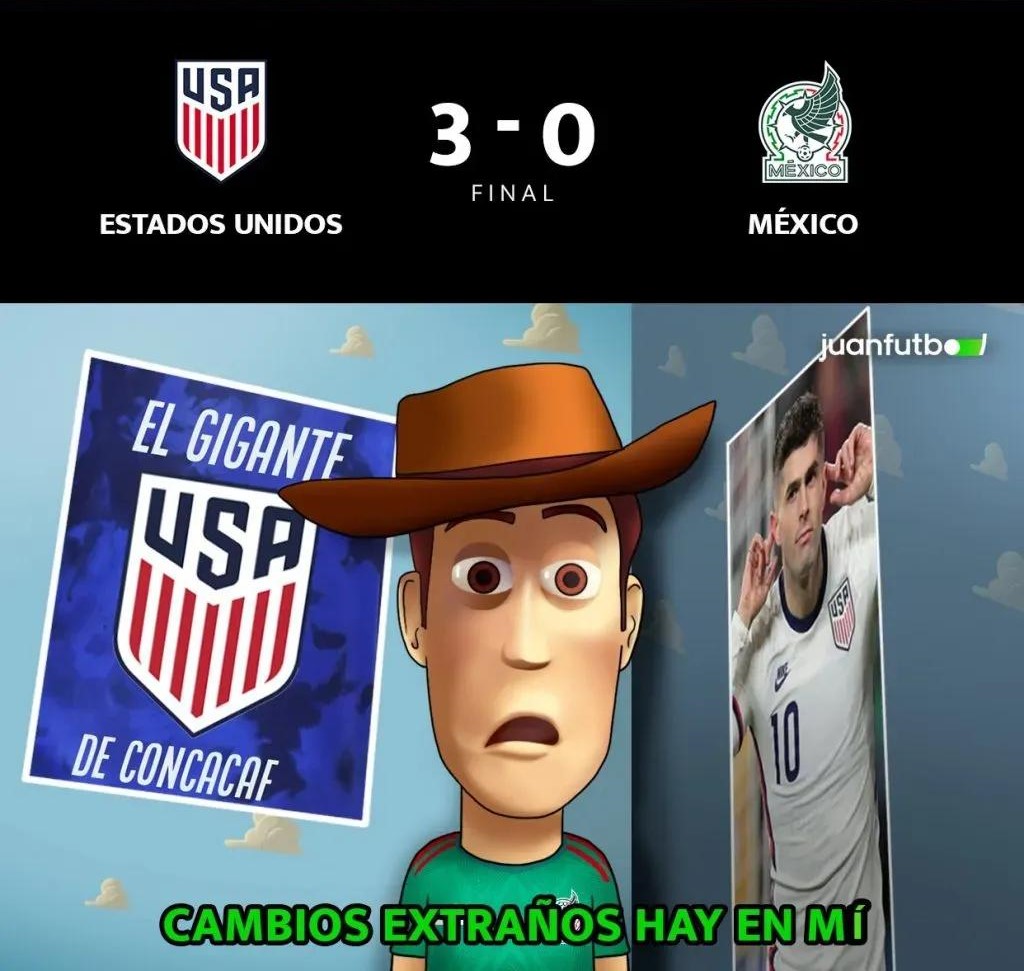 USA
3 - 0
FINAL
ESTADOS UNIDOS
MÉXICO
MÉXICO
juanfutbol
EL GIGANTE
USA
DE CONCACAF
USA
10
CAMBIOS EXTRAÑOS HAY EN MÍ